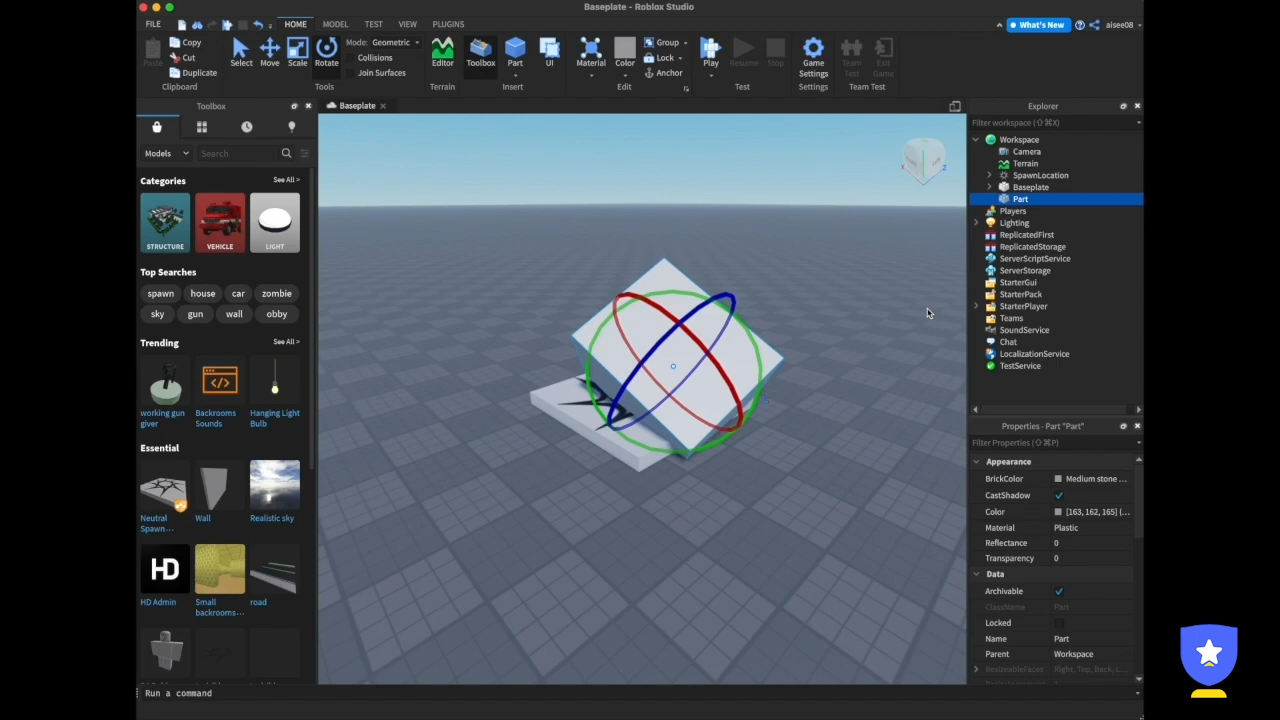 Baseplate - Roblox Studio
FILE HOME MODEL TEST VIEW PLUGINS What's New aisee08
Paste Copy Cut Duplicate Clipboard
Select Move Scale Rotate Mode: Geometric Collisions Join Surfaces Tools
Editor Terrain
Toolbox Part UI Insert
Material Color Group Lock Anchor Edit
Play Resume Stop Test
Game Settings Settings
Team Test Exit Game Team Test
Toolbox
Models Search
Categories See All >
STRUCTURE VEHICLE LIGHT
Top Searches
spawn house car zombie
sky gun wall obby
Trending See All >
working gun giver Backrooms Sounds Hanging Light Bulb
Essential
Neutral Spawn... Wall Realistic sky
HD
HD Admin Small backrooms... road
Baseplate
Explorer
Filter workspace (⇧⌘X)
Workspace
Camera
Terrain
SpawnLocation
Baseplate
Part
Players
Lighting
ReplicatedFirst
ReplicatedStorage
ServerScriptService
ServerStorage
StarterGui
StarterPack
StarterPlayer
Teams
SoundService
Chat
LocalizationService
TestService
Properties - Part "Part"
Filter Properties (⇧⌘P)
Appearance
BrickColor Medium stone ...
CastShadow
Color [163, 162, 165] (...
Material Plastic
Reflectance 0
Transparency 0
Data
Archivable
ClassName Part
Locked
Name Part
Parent Workspace
ResizeableFaces Right, Top, Back, L...
Run a command